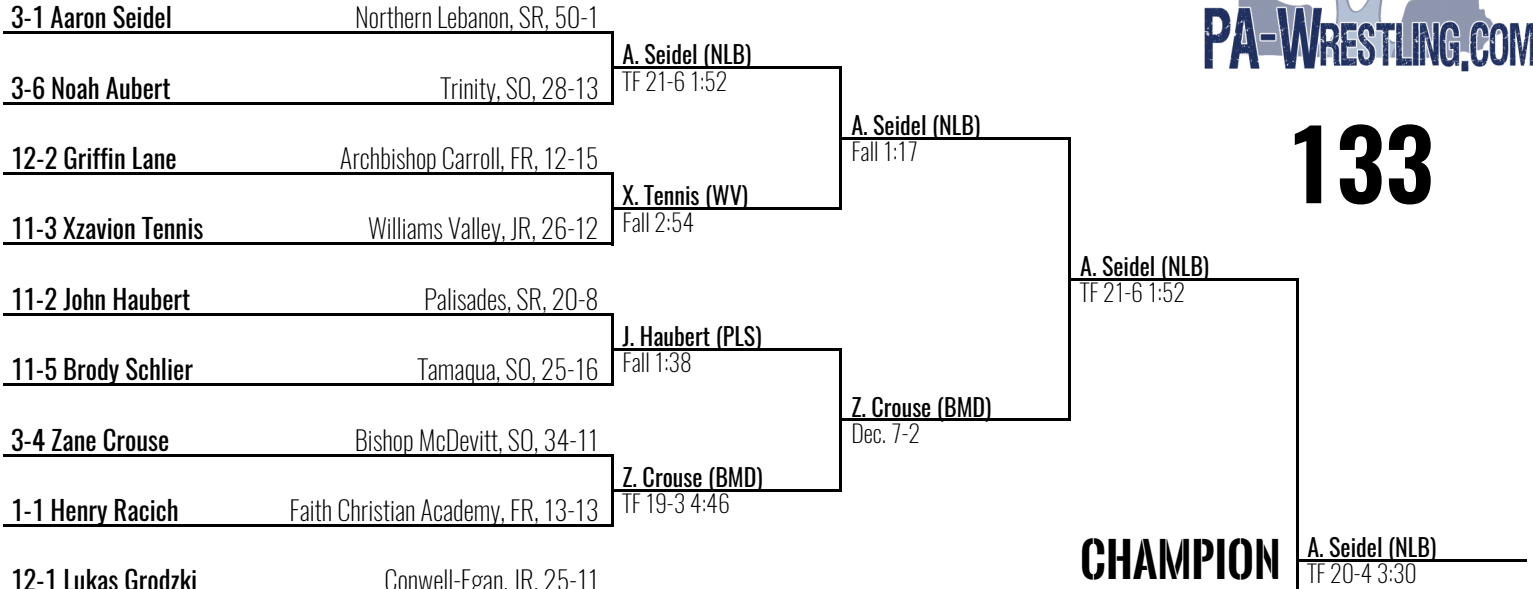 3-1 Aaron Seidel Northern Lebanon, SR, 50-1
A. Seidel (NLB)
TF 21-6 1:52
3-6 Noah Aubert Trinity, SO, 28-13
A. Seidel (NLB)
Fall 1:17
12-2 Griffin Lane Archbishop Carroll, FR, 12-15
X. Tennis (WV)
Fall 2:54
11-3 Xzavion Tennis Williams Valley, JR, 26-12
A. Seidel (NLB)
TF 21-6 1:52
11-2 John Haubert Palisades, SR, 20-8
J. Haubert (PLS)
Fall 1:38
11-5 Brody Schlier Tamaqua, SO, 25-16
Z. Crouse (BMD)
Dec. 7-2
3-4 Zane Crouse Bishop McDevitt, SO, 34-11
Z. Crouse (BMD)
TF 19-3 4:46
1-1 Henry Racich Faith Christian Academy, FR, 13-13
12-1 Lukas Grodzki Conwell-Egan, JR, 25-11
PA-WRESTLING.COM
133
CHAMPION
A. Seidel (NLB)
TF 20-4 3:30